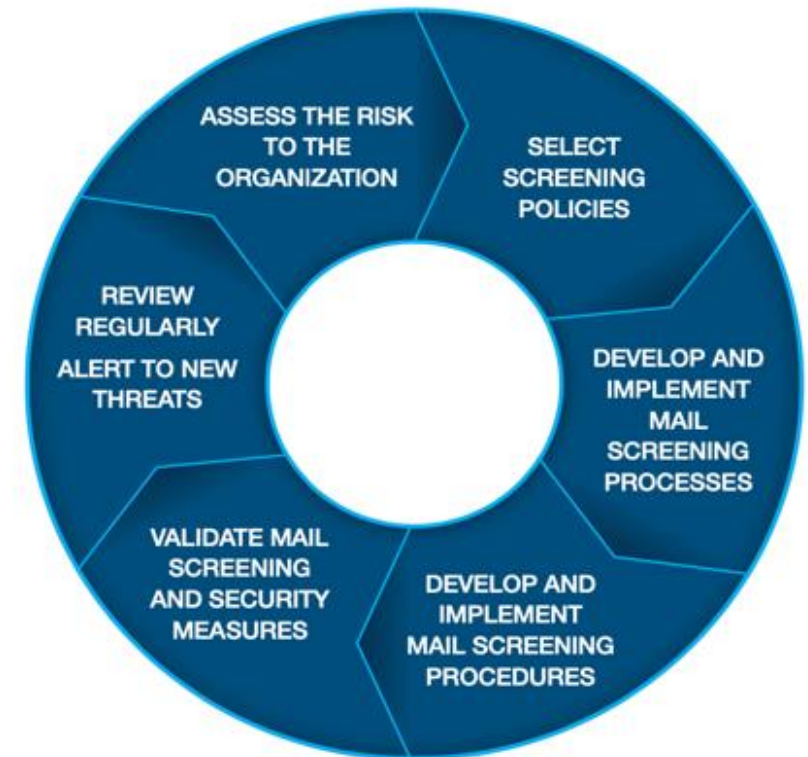 ASSESS THE RISK
TO THE
ORGANIZATION
SELECT
SCREENING
POLICIES
DEVELOP AND
IMPLEMENT
MAIL
SCREENING
PROCESSES
DEVELOP AND
IMPLEMENT
MAIL SCREENING
PROCEDURES
VALIDATE MAIL
SCREENING
AND SECURITY
MEASURES
REVIEW
REGULARLY
ALERT TO NEW
THREATS